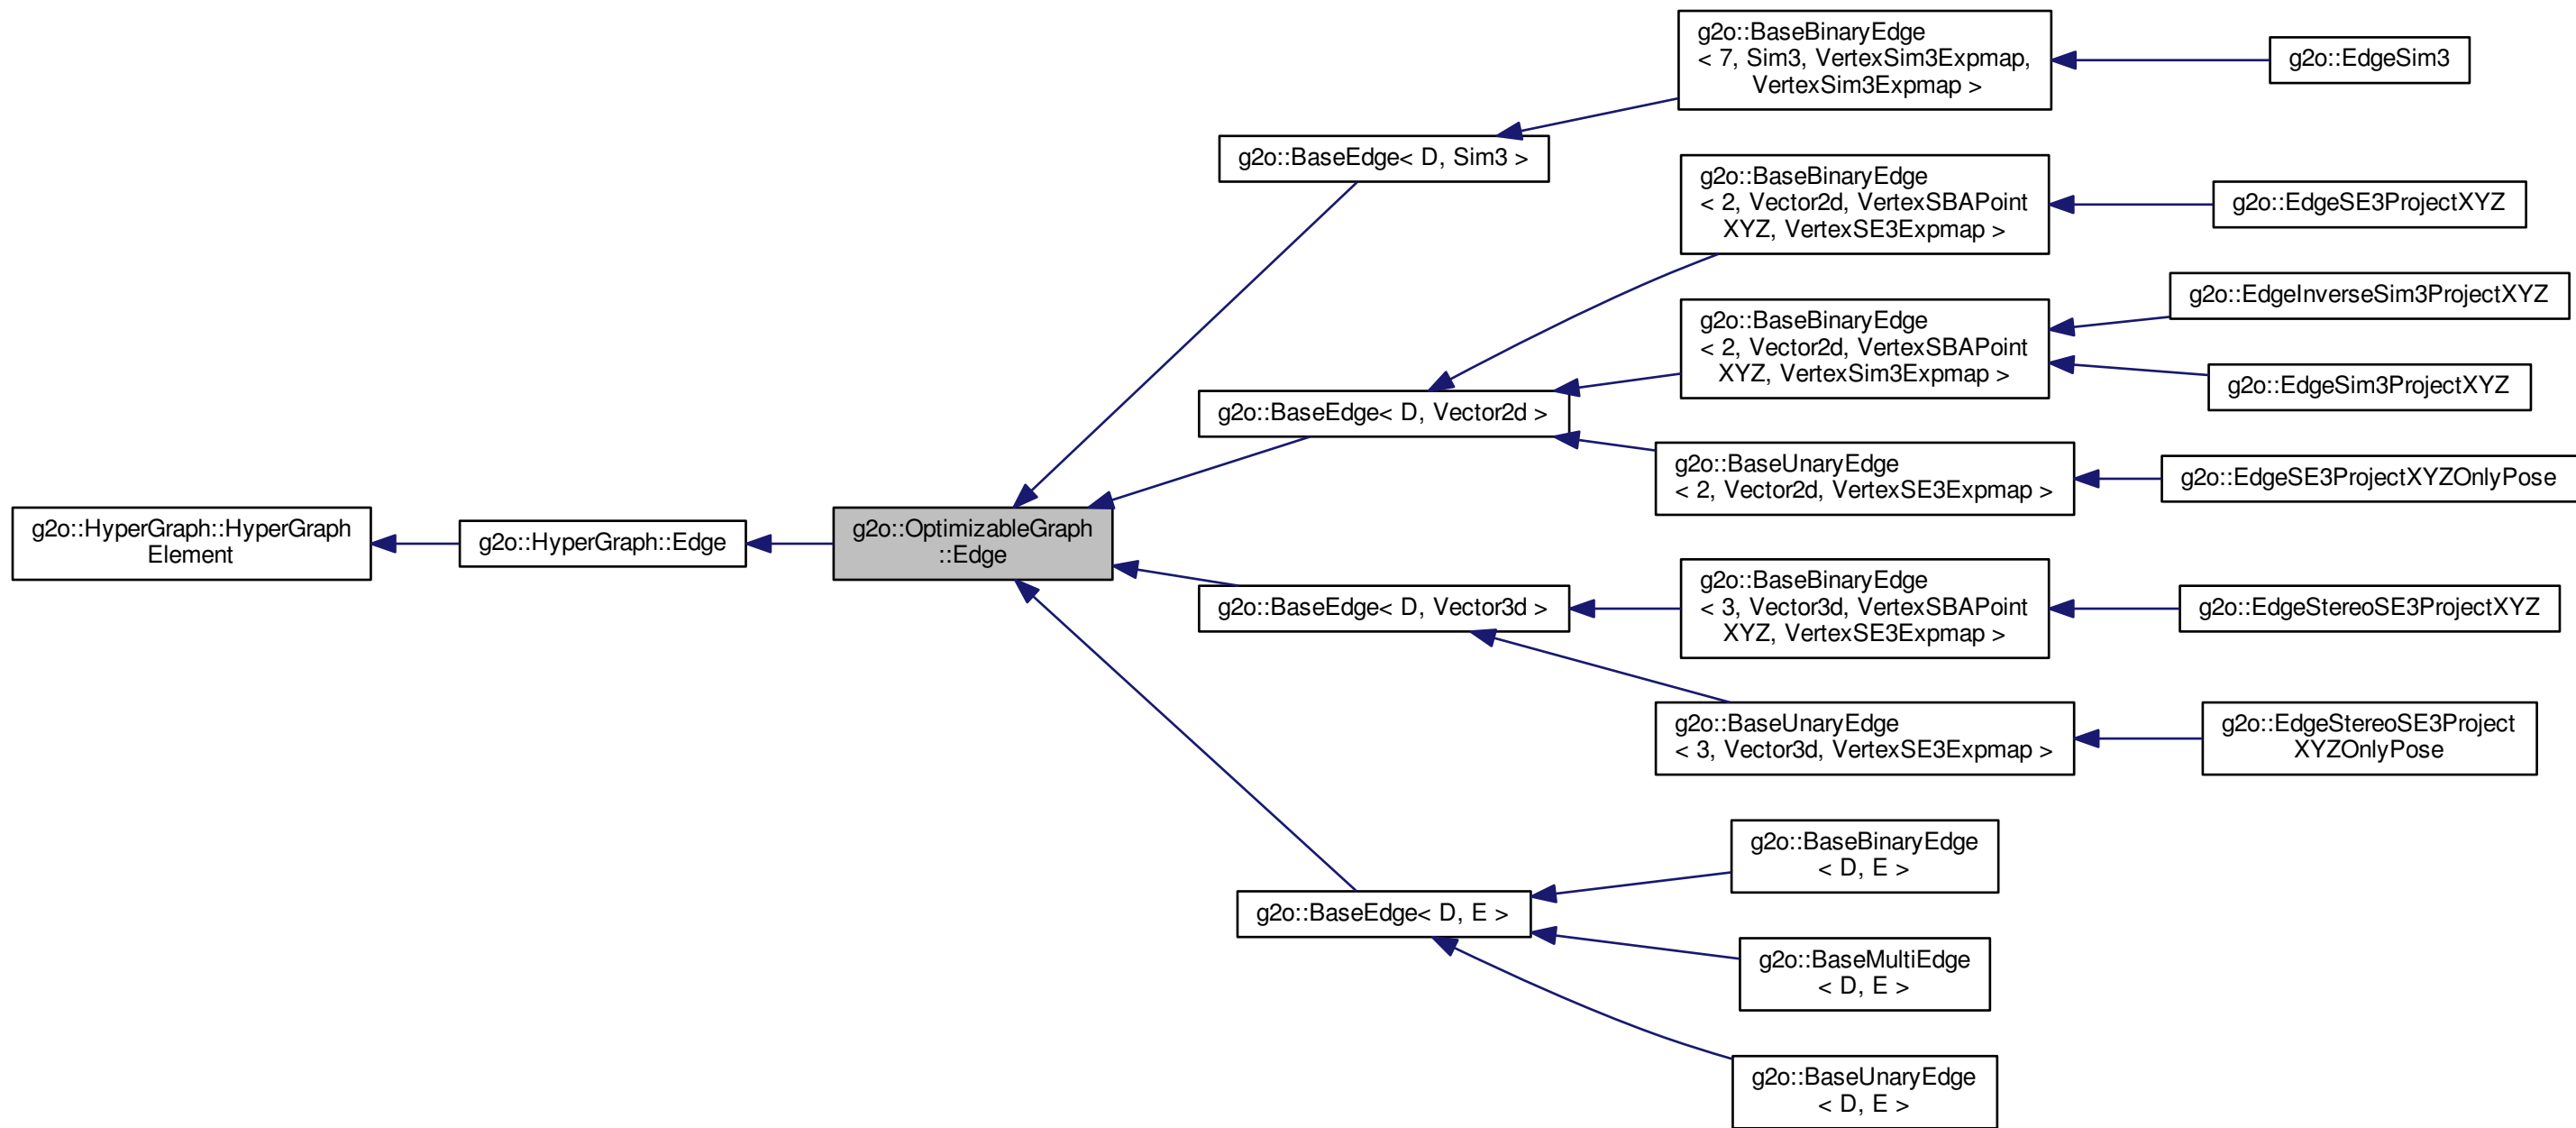 g2o::HyperGraph::HyperGraph
Element
g2o::HyperGraph::Edge
g2o::OptimizableGraph
::Edge
g2o::BaseEdge< D, Sim3 >
g2o::BaseEdge< D, Vector2d >
g2o::BaseEdge< D, Vector3d >
g2o::BaseEdge< D, E >
g2o::BaseBinaryEdge
< 7, Sim3, VertexSim3Expmap,
VertexSim3Expmap >
g2o::BaseBinaryEdge
< 2, Vector2d, VertexSBAPoint
XYZ, VertexSE3Expmap >
g2o::BaseBinaryEdge
< 2, Vector2d, VertexSBAPoint
XYZ, VertexSim3Expmap >
g2o::BaseUnaryEdge
< 2, Vector2d, VertexSE3Expmap >
g2o::BaseBinaryEdge
< 3, Vector3d, VertexSBAPoint
XYZ, VertexSE3Expmap >
g2o::BaseUnaryEdge
< 3, Vector3d, VertexSE3Expmap >
g2o::BaseBinaryEdge
< D, E >
g2o::BaseMultiEdge
< D, E >
g2o::BaseUnaryEdge
< D, E >
g2o::EdgeSim3
g2o::EdgeSE3ProjectXYZ
g2o::EdgeInverseSim3ProjectXYZ
g2o::EdgeSim3ProjectXYZ
g2o::EdgeSE3ProjectXYZOnlyPose
g2o::EdgeStereoSE3ProjectXYZ
g2o::EdgeStereoSE3Project
XYZOnlyPose